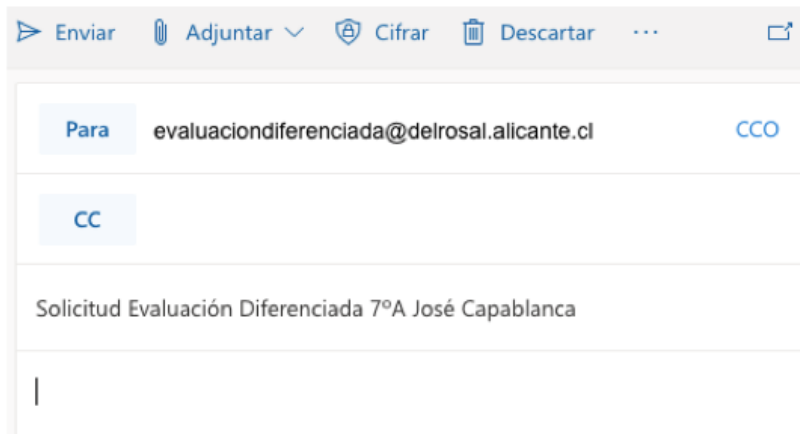 Enviar Adjuntar Cifrar Descartar ...
Para evaluaciondiferenciada@delrosal.alicante.cl CCO
CC
Solicitud Evaluación Diferenciada 7ºA José Capablanca